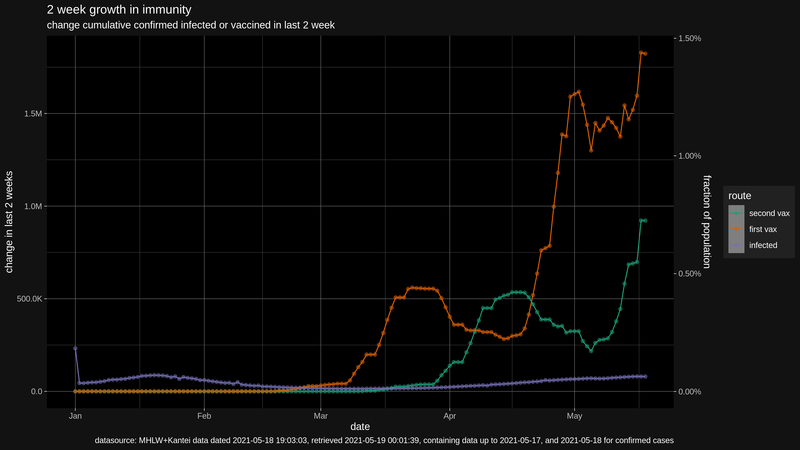 2 week growth in immunity
change cumulative confirmed infected or vaccined in last 2 week
change in last 2 weeks
1.5M
1.0M
500.0K
0.0
1.50%
1.00%
0.50%
0.00%
fraction of population
route
second vax
first vax
infected
Jan
Feb
Mar
Apr
May
date
datasource: MHLW+Kantei data dated 2021-05-18 19:03:03, retrieved 2021-05-19 00:01:39, containing data up to 2021-05-17, and 2021-05-18 for confirmed cases